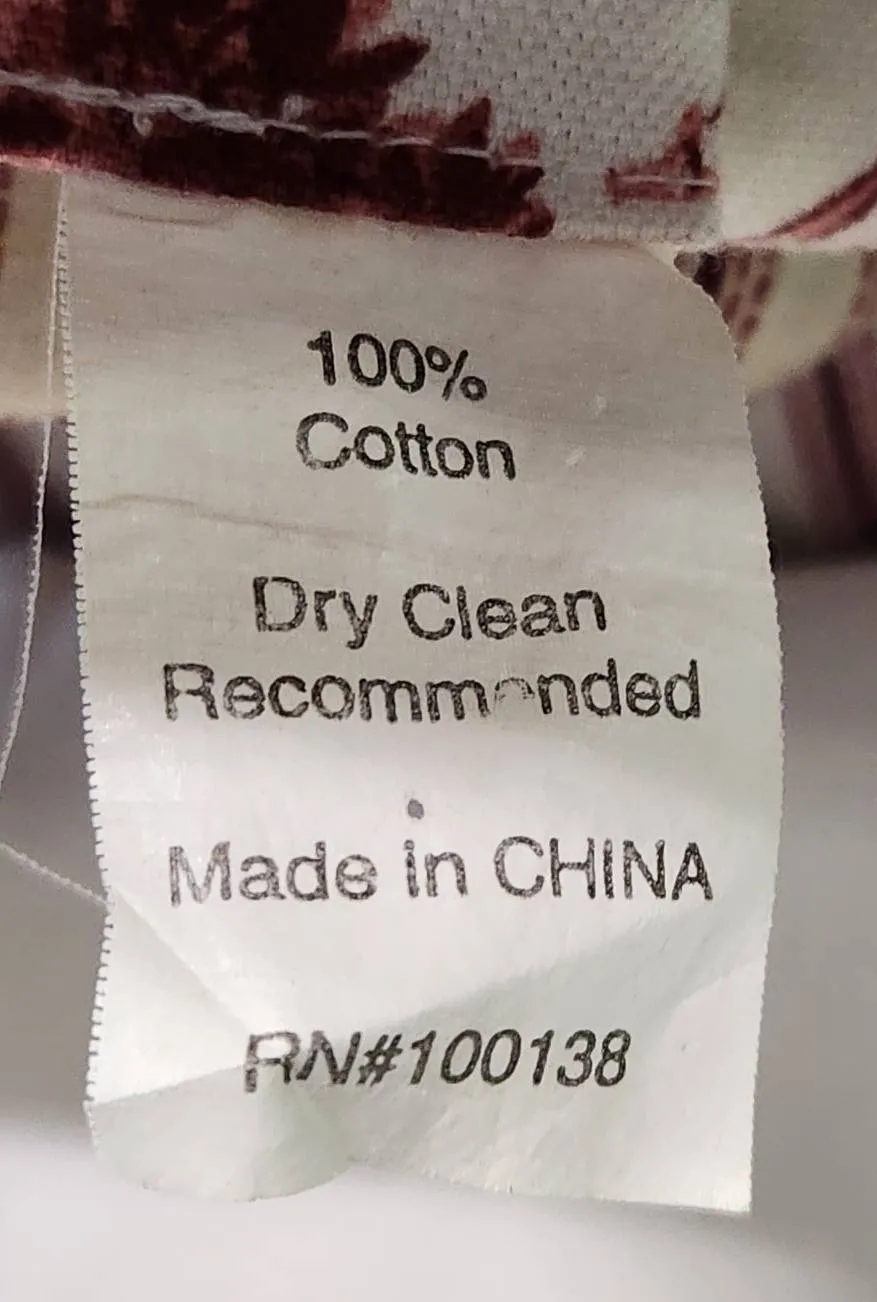 100%
Cotton
Dry Clean
Recommended
Made in CHINA
RN#100138